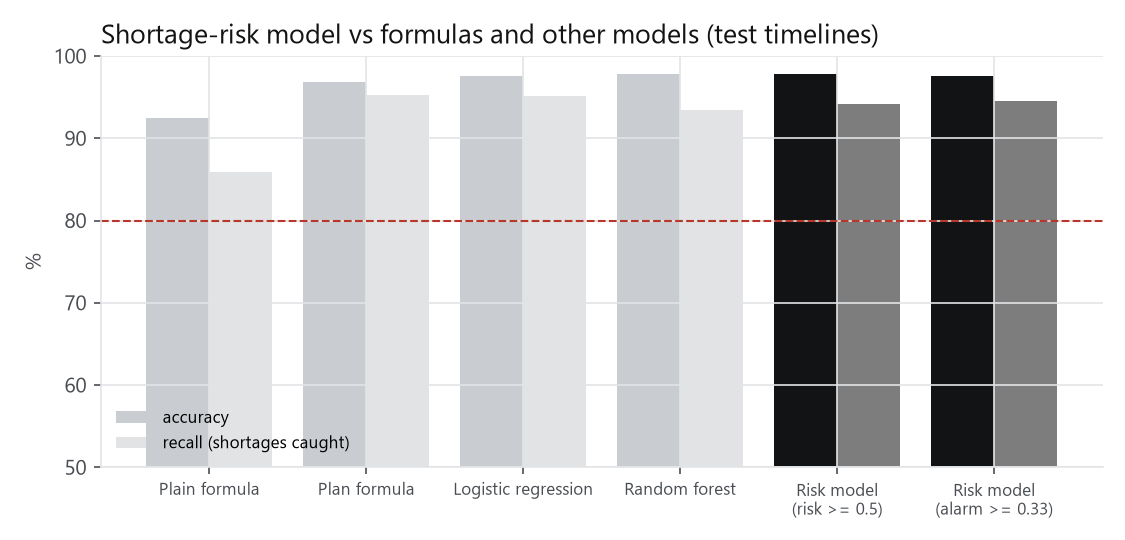 Shortage-risk model vs formulas and other models (test timelines)
100
90
80
70
60
50
%
accuracy
recall (shortages caught)
Plain formula
Plan formula
Logistic regression
Random forest
Risk model
(risk >= 0.5)
Risk model
(alarm >= 0.33)